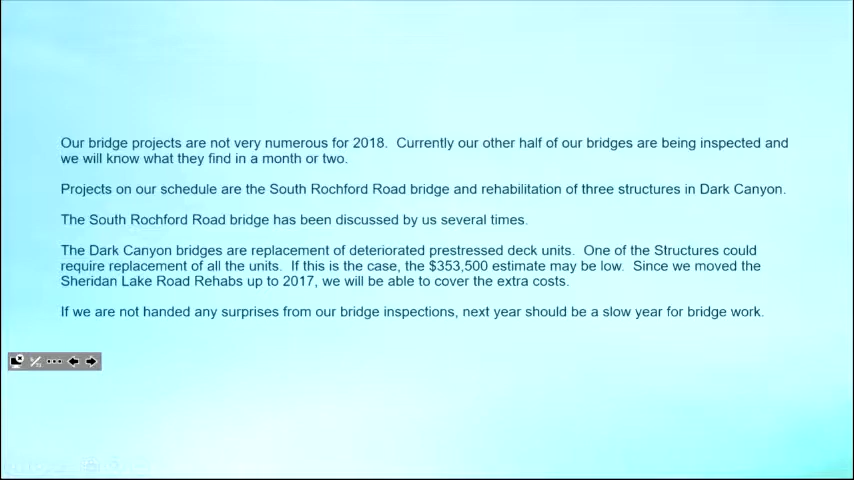 Our bridge projects are not very numerous for 2018. Currently our other half of our bridges are being inspected and
we will know what they find in a month or two.
Projects on our schedule are the South Rochford Road bridge and rehabilitation of three structures in Dark Canyon.
The South Rochford Road bridge has been discussed by us several times.
The Dark Canyon bridges are replacement of deteriorated prestressed deck units. One of the Structures could
require replacement of all the units. If this is the case, the $353,500 estimate may be low. Since we moved the
Sheridan Lake Road Rehabs up to 2017, we will be able to cover the extra costs.
If we are not handed any surprises from our bridge inspections, next year should be a slow year for bridge work.